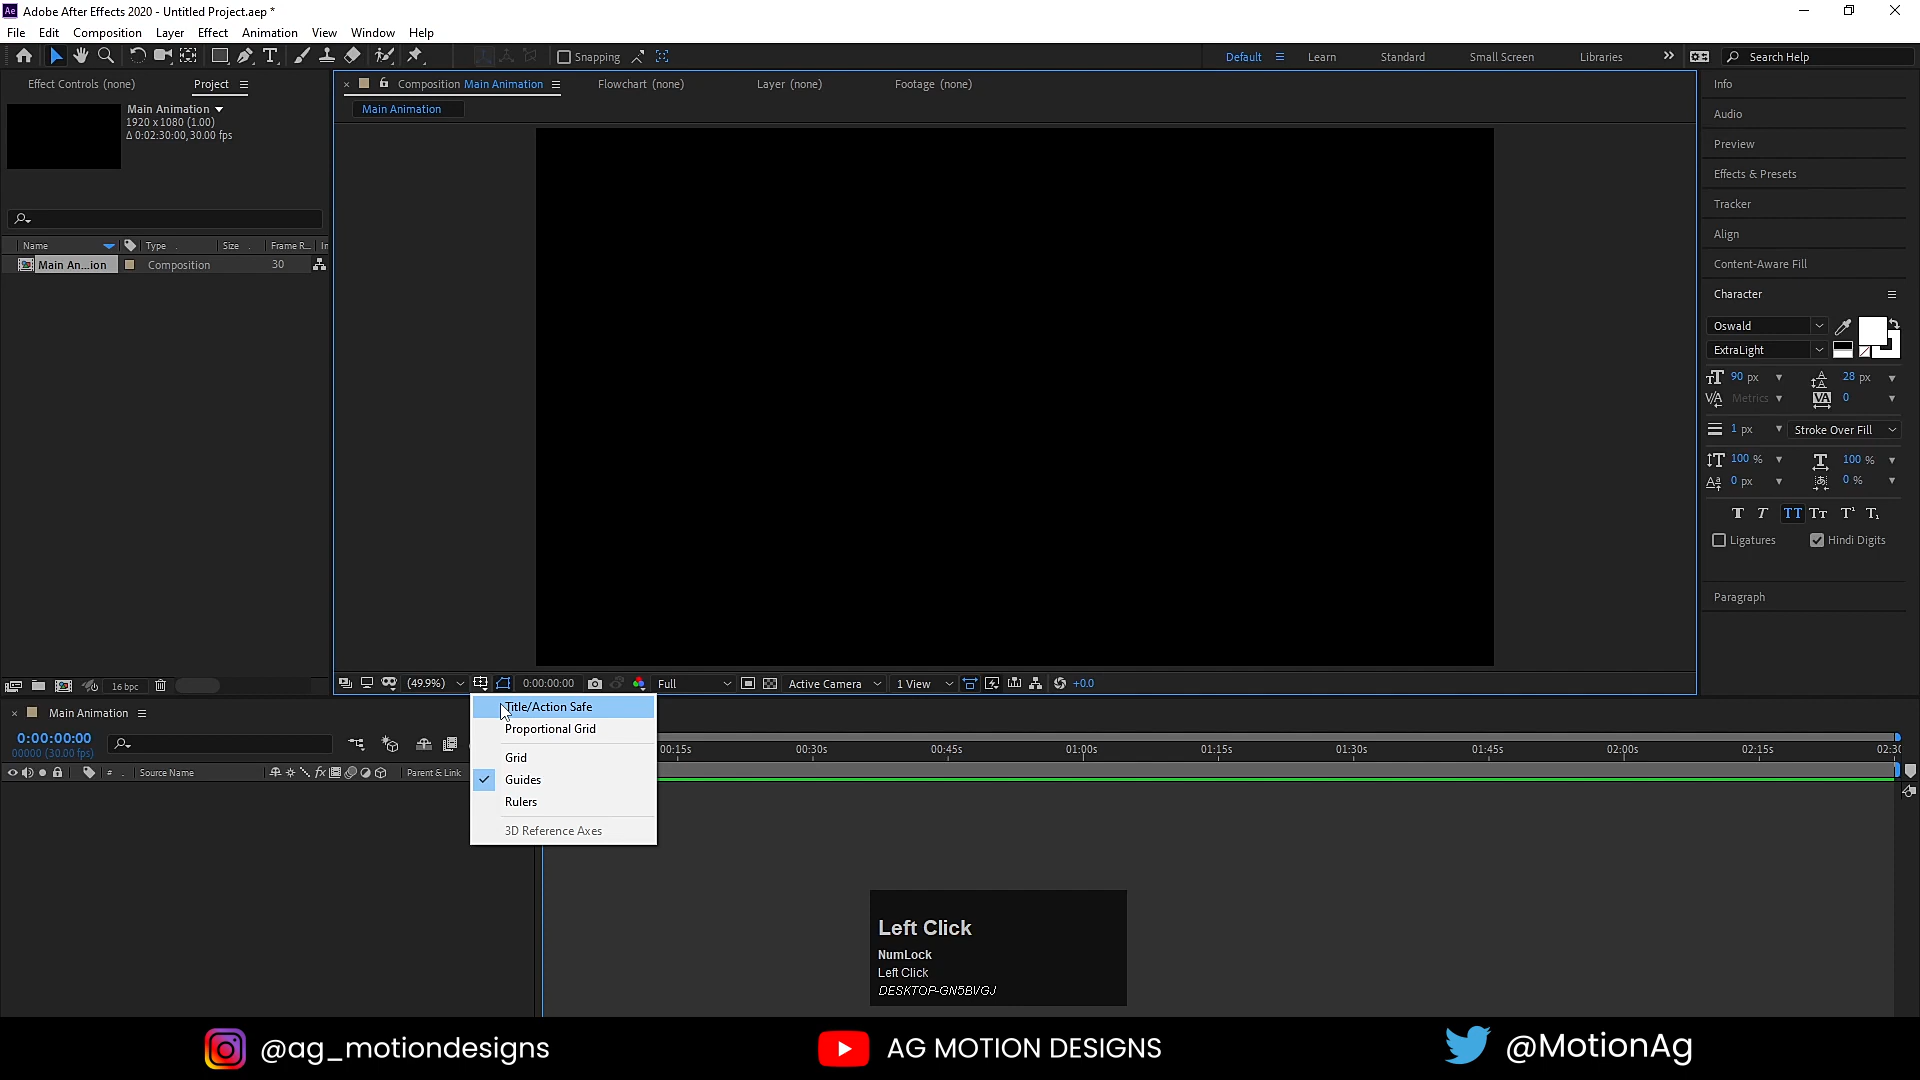 Adobe After Effects 2020 - Untitled Project.aep *
File Edit Composition Layer Effect Animation View Window Help
Snapping Default Learn Standard Small Screen Libraries Search Help
Effect Controls (none) Project
Main Animation
1920 x 1080 (1.00)
Δ 0:02:30:00, 30.00 fps
Name Type Size Frame R... In
Main An...ion Composition 30
16 bpc
Composition Main Animation Flowchart (none) Layer (none) Footage (none)
Main Animation
(49.9%) 0:00:00:00 Full Active Camera 1 View +0.0
Title/Action Safe
Proportional Grid
Grid
Guides
Rulers
3D Reference Axes
Info
Audio
Preview
Effects & Presets
Tracker
Align
Content-Aware Fill
Character
Oswald
ExtraLight
90 px 28 px
Metrics 0
1 px Stroke Over Fill
100 % 100 %
0 px 0 %
Ligatures Hindi Digits
Paragraph
Main Animation
0:00:00:00
00000 (30.00 fps)
Source Name Parent & Link
00:15s 00:30s 00:45s 01:00s 01:15s 01:30s 01:45s 02:00s 02:15s 02:30
Left Click
NumLock
Left Click
DESKTOP-GN5BVGJ
@ag_motiondesigns AG MOTION DESIGNS @MotionAg